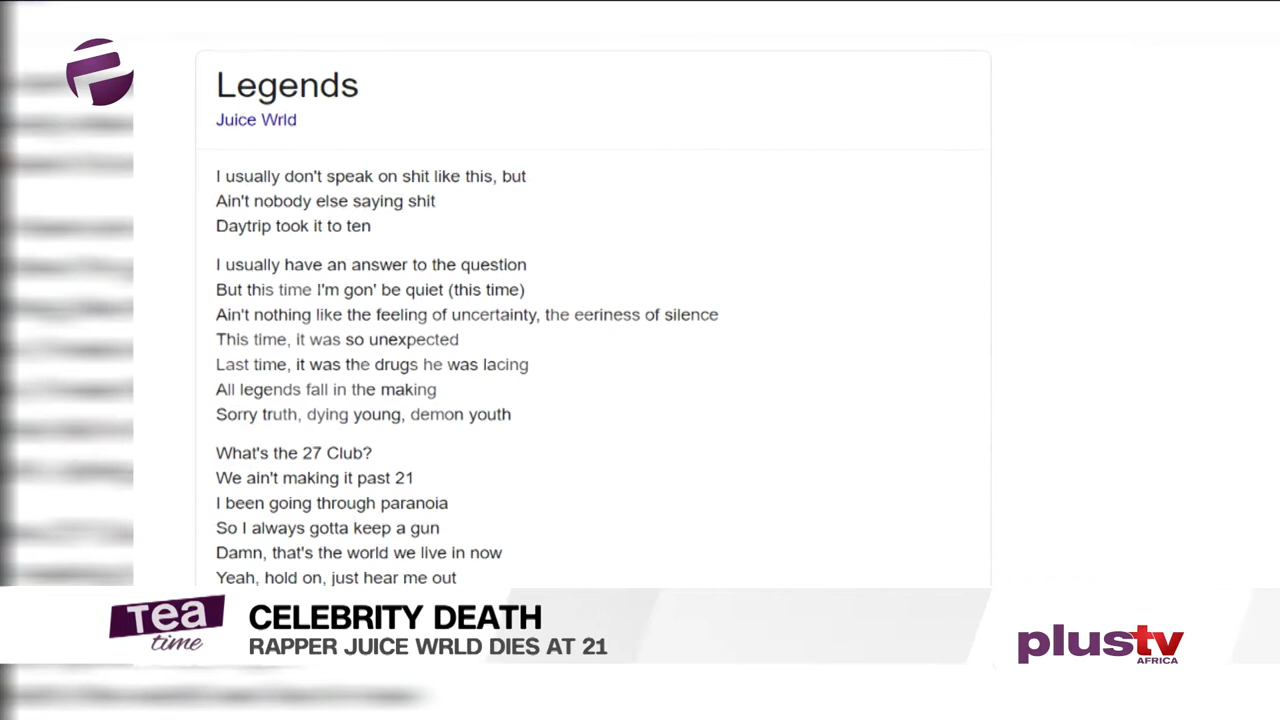 Legends
Juice Wrld
I usually don't speak on shit like this, but
Ain't nobody else saying shit
Daytrip took it to ten
I usually have an answer to the question
But this time I'm gon' be quiet (this time)
Ain't nothing like the feeling of uncertainty, the eeriness of silence
This time, it was so unexpected
Last time, it was the drugs he was lacing
All legends fall in the making
Sorry truth, dying young, demon youth
What's the 27 Club?
We ain't making it past 21
I been going through paranoia
So I always gotta keep a gun
Damn, that's the world we live in now
Yeah, hold on, just hear me out
Tea
time
CELEBRITY DEATH
RAPPER JUICE WRLD DIES AT 21
plustv
AFRICA